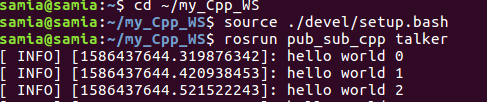 samia@samia:~$ cd ~/my_Cpp_WS
samia@samia:~/my_Cpp_WS$ source ./devel/setup.bash
samia@samia:~/my_Cpp_WS$ rosrun pub_sub_cpp talker
[ INFO] [1586437644.319876342]: hello world 0
[ INFO] [1586437644.420938453]: hello world 1
[ INFO] [1586437644.521522243]: hello world 2